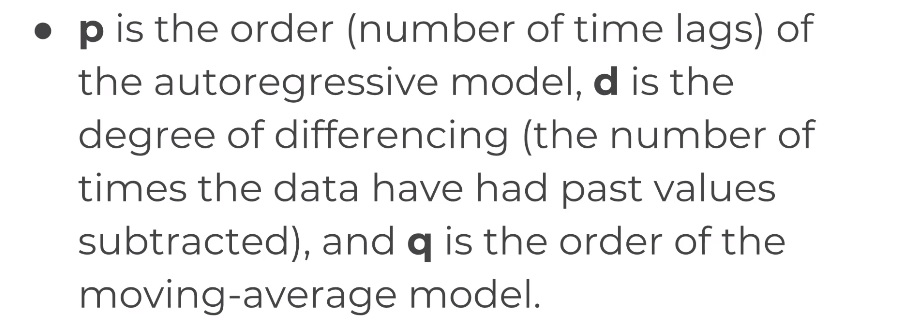 • p is the order (number of time lags) of
the autoregressive model, d is the
degree of differencing (the number of
times the data have had past values
subtracted), and q is the order of the
moving-average model.